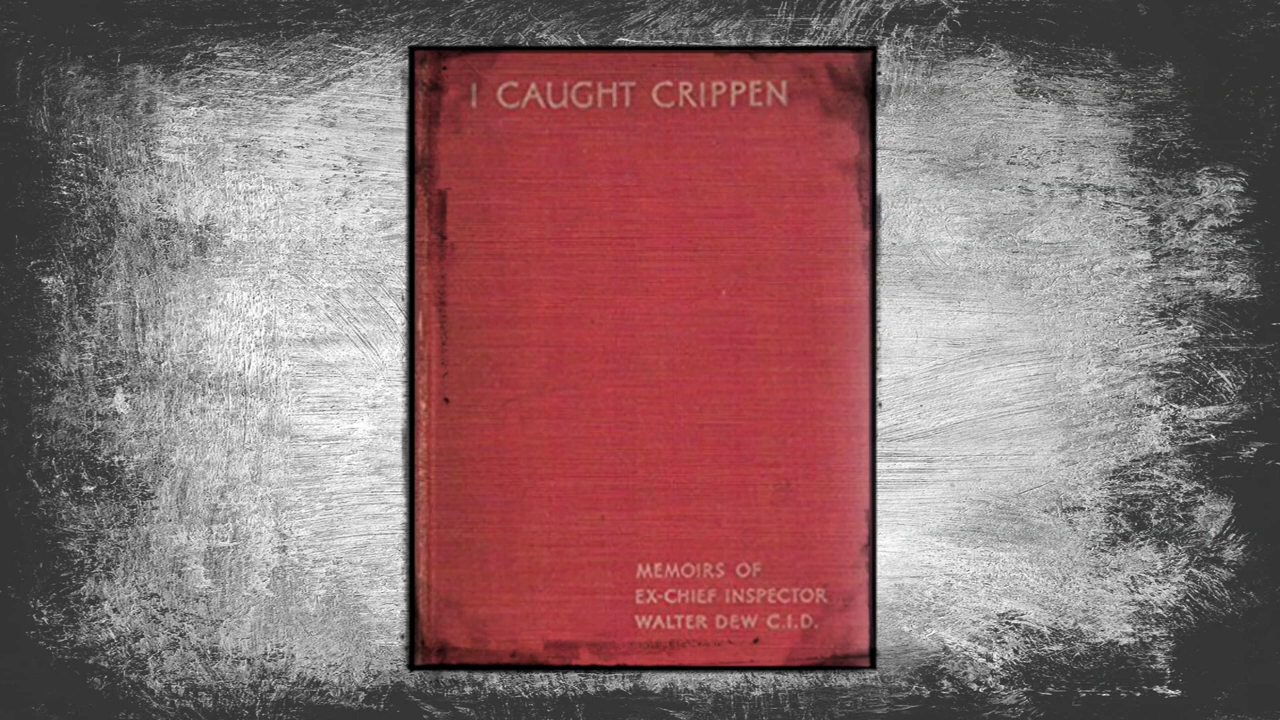 I CAUGHT CRIPPEN
MEMOIRS OF
EX-CHIEF INSPECTOR
WALTER DEW C.I.D.